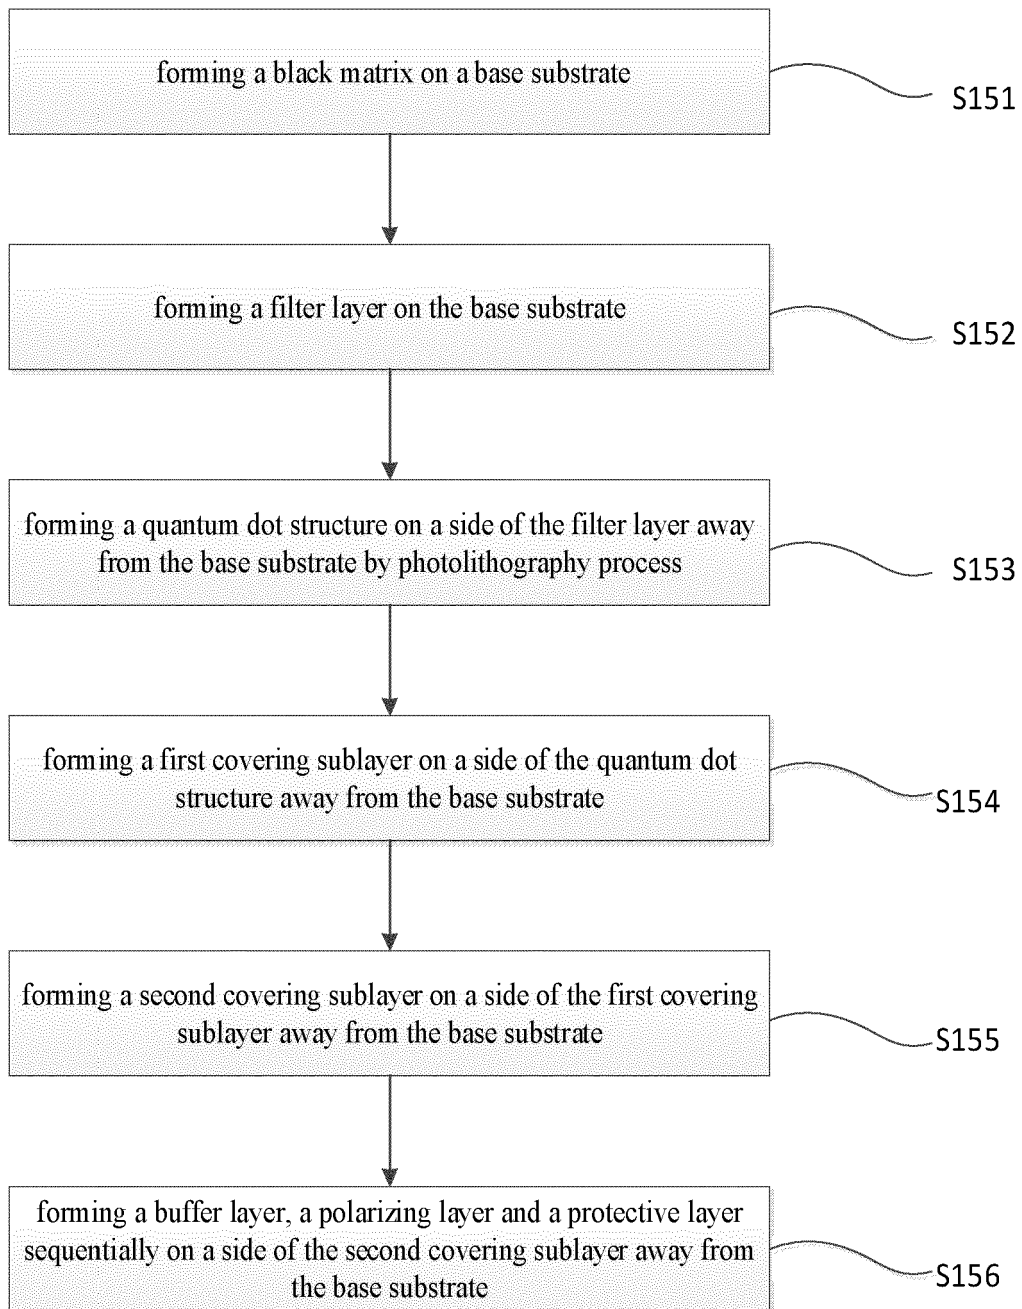 forming a black matrix on a base substrate
S151
forming a filter layer on the base substrate
S152
forming a quantum dot structure on a side of the filter layer away
from the base substrate by photolithography process
S153
forming a first covering sublayer on a side of the quantum dot
structure away from the base substrate
S154
forming a second covering sublayer on a side of the first covering
sublayer away from the base substrate
S155
forming a buffer layer, a polarizing layer and a protective layer
sequentially on a side of the second covering sublayer away from
the base substrate
S156